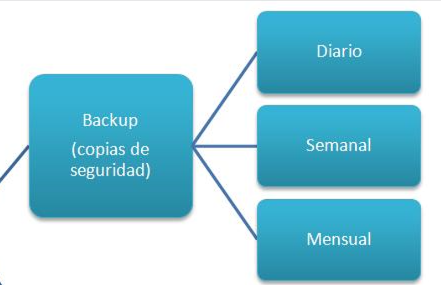 Backup
(copias de
seguridad)
Diario
Semanal
Mensual